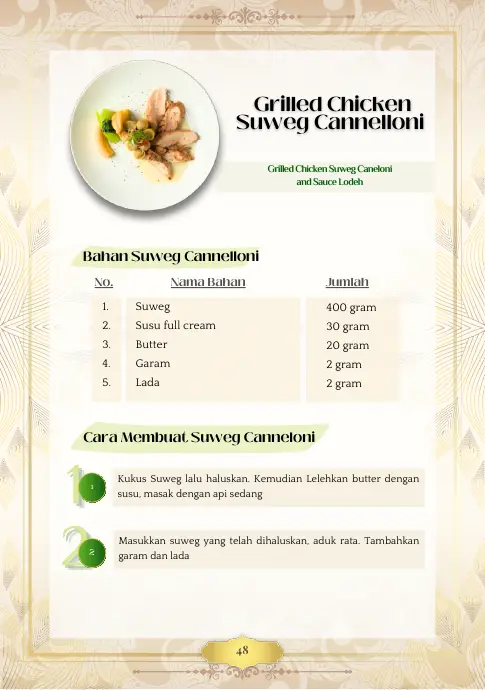 Grilled Chicken
Suweg Cannelloni
Grilled Chicken Suweg Caneloni
and Sauce Lodeh
Bahan Suweg Cannelloni
No. Nama Bahan Jumlah
1. Suweg 400 gram
2. Susu full cream 30 gram
3. Butter 20 gram
4. Garam 2 gram
5. Lada 2 gram
Cara Membuat Suweg Canneloni
1 1 Kukus Suweg lalu haluskan. Kemudian Lelehkan butter dengan
susu, masak dengan api sedang
2 2 Masukkan suweg yang telah dihaluskan, aduk rata. Tambahkan
garam dan lada
48